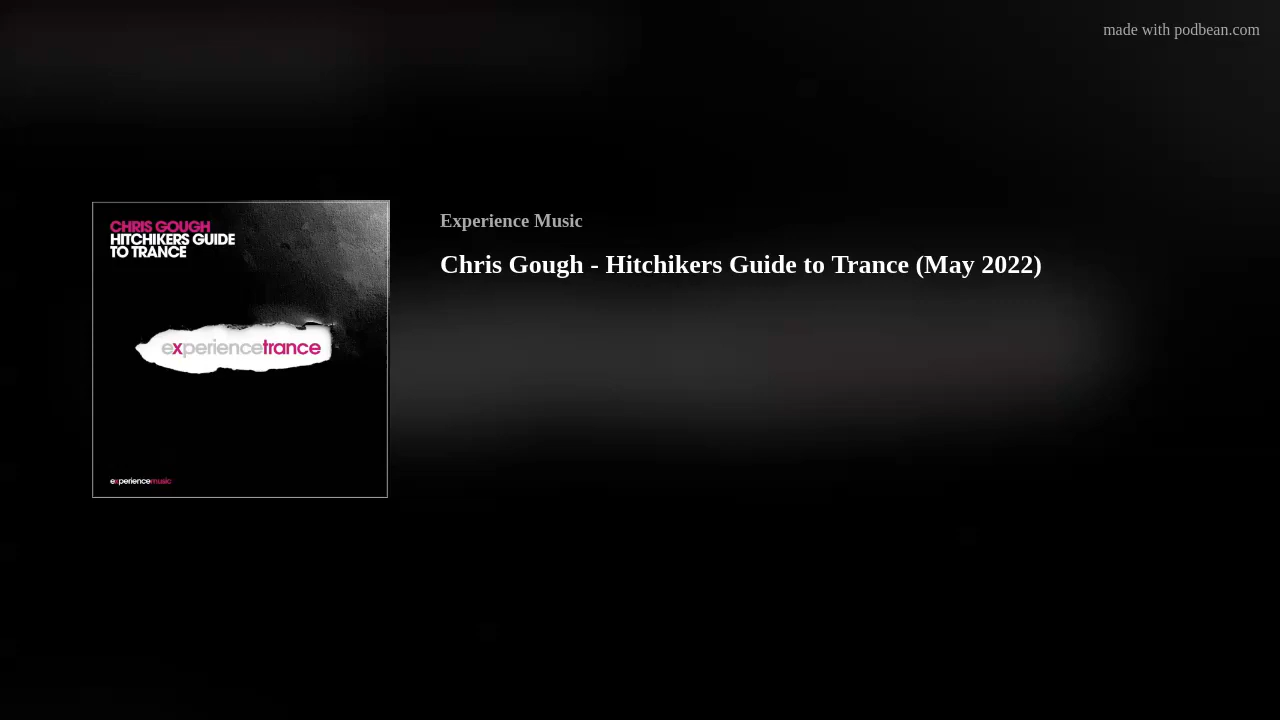 made with podbean.com
CHRIS GOUGH
HITCHIKERS GUIDE
TO TRANCE
experiencetrance
experiencemusic
Experience Music
Chris Gough - Hitchikers Guide to Trance (May 2022)